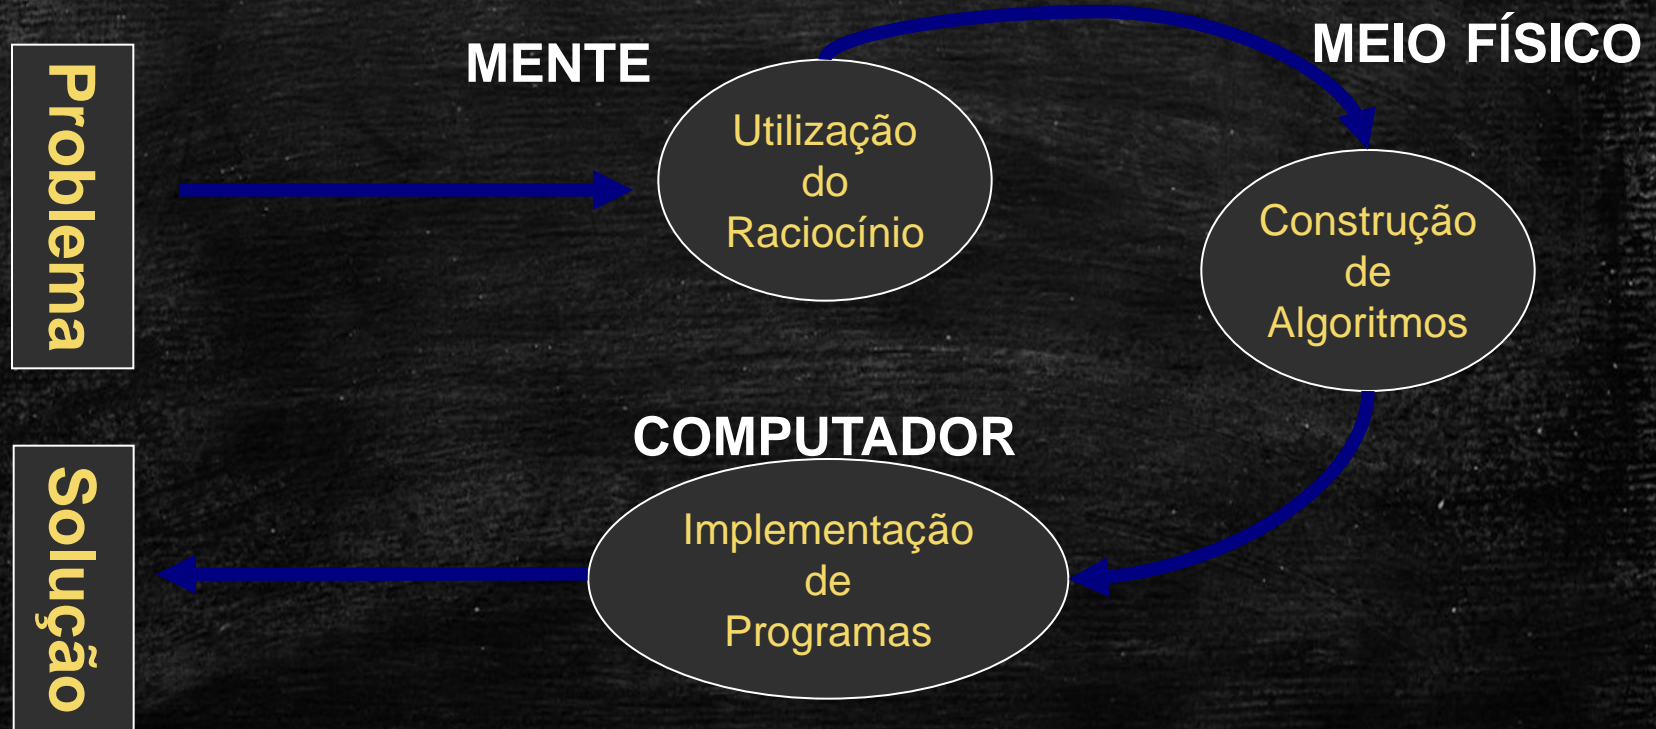 Problema
MENTE
Utilização
do
Raciocínio
MEIO FÍSICO
Construção
de
Algoritmos
COMPUTADOR
Implementação
de
Programas
Solução